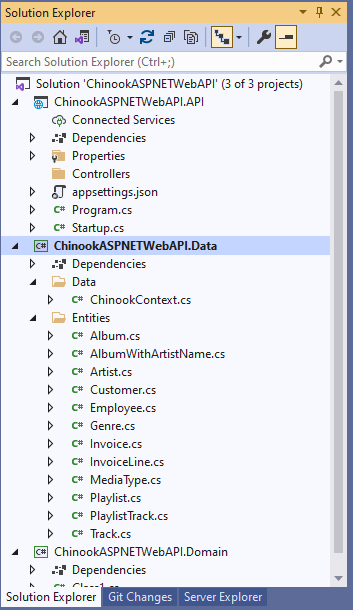 Solution Explorer
Search Solution Explorer (Ctrl+;)
Solution 'ChinookASPNETWebAPI' (3 of 3 projects)
ChinookASPNETWebAPI.API
Connected Services
Dependencies
Properties
Controllers
appsettings.json
C# Program.cs
C# Startup.cs
C# ChinookASPNETWebAPI.Data
Dependencies
Data
C# ChinookContext.cs
Entities
C# Album.cs
C# AlbumWithArtistName.cs
C# Artist.cs
C# Customer.cs
C# Employee.cs
C# Genre.cs
C# Invoice.cs
C# InvoiceLine.cs
C# MediaType.cs
C# Playlist.cs
C# PlaylistTrack.cs
C# Track.cs
C# ChinookASPNETWebAPI.Domain
Dependencies
C# Class1.cs
Solution Explorer Git Changes Server Explorer